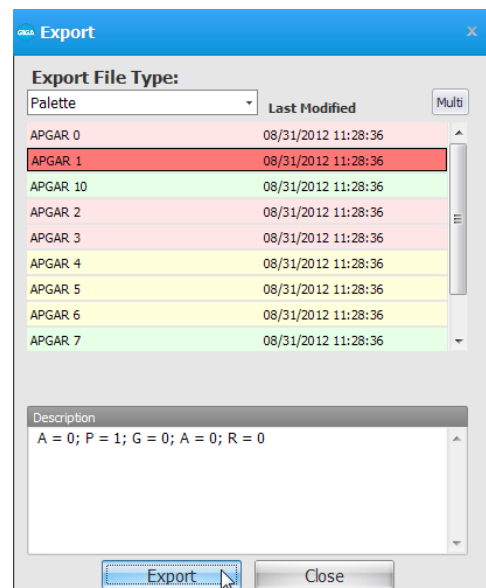 GIGA Export x
Export File Type:
Palette Last Modified Multi
APGAR 0 08/31/2012 11:28:36
APGAR 1 08/31/2012 11:28:36
APGAR 10 08/31/2012 11:28:36
APGAR 2 08/31/2012 11:28:36
APGAR 3 08/31/2012 11:28:36
APGAR 4 08/31/2012 11:28:36
APGAR 5 08/31/2012 11:28:36
APGAR 6 08/31/2012 11:28:36
APGAR 7 08/31/2012 11:28:36
Description
A = 0; P = 1; G = 0; A = 0; R = 0
Export Close